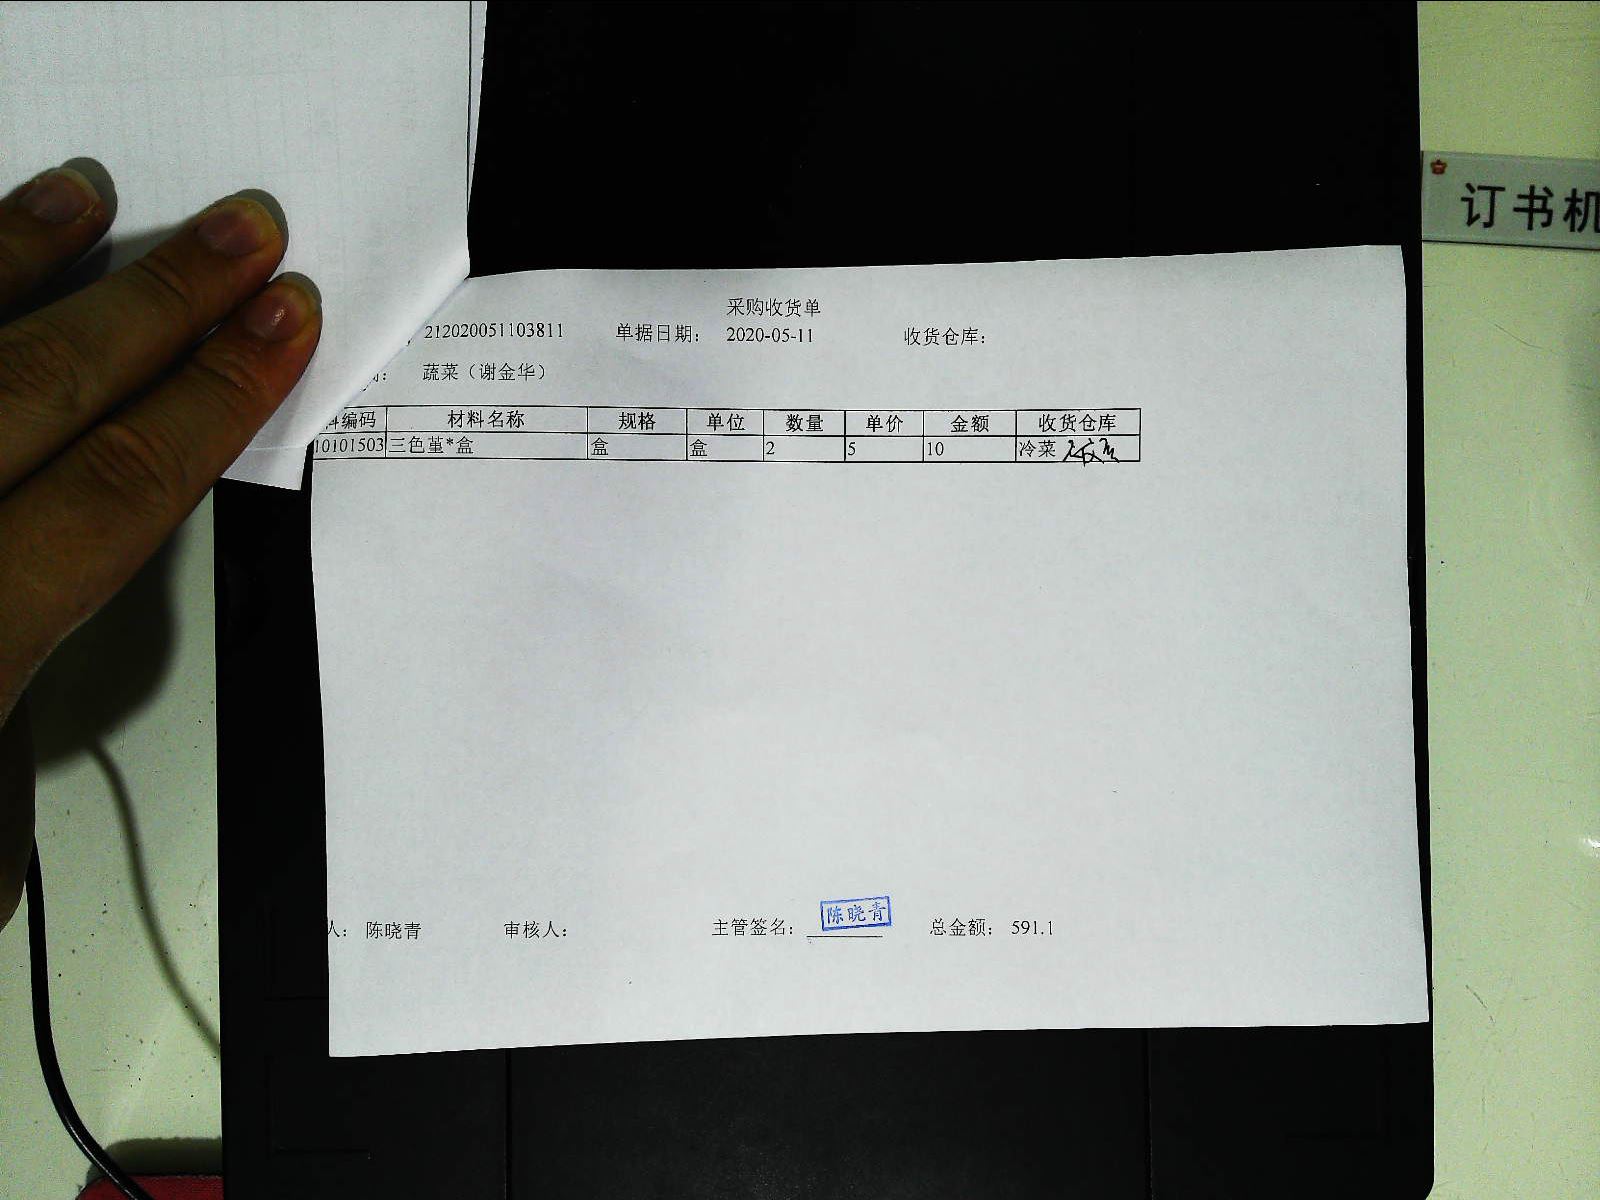 订书机
采购收货单
212020051103811 单据日期: 2020-05-11 收货仓库:
蔬菜(谢金华)
编码 材料名称 规格 单位 数量 单价 金额 收货仓库
10101503 三色堇*盒 盒 盒 2 5 10 冷菜
人: 陈晓青 审核人: 主管签名: 陈晓青 总金额: 591.1